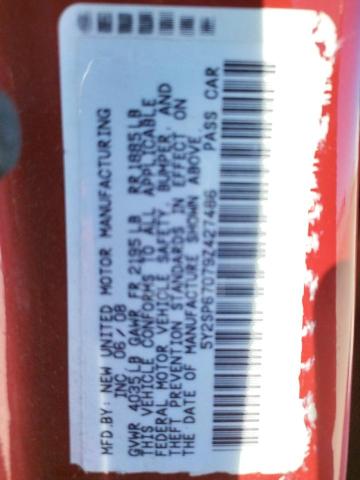 MFD BY: NEW UNITED MOTOR MANUFACTURING
INC 06/08
GVWR 4035LB GAWR FR 2195LB RR 1885LB
THIS VEHICLE CONFORMS TO ALL APPLICABLE
FEDERAL MOTOR VEHICLE SAFETY, BUMPER, AND
THEFT PREVENTION STANDARDS IN EFFECT ON
THE DATE OF MANUFACTURE SHOWN ABOVE
5Y2SP67079Z427486 PASS CAR